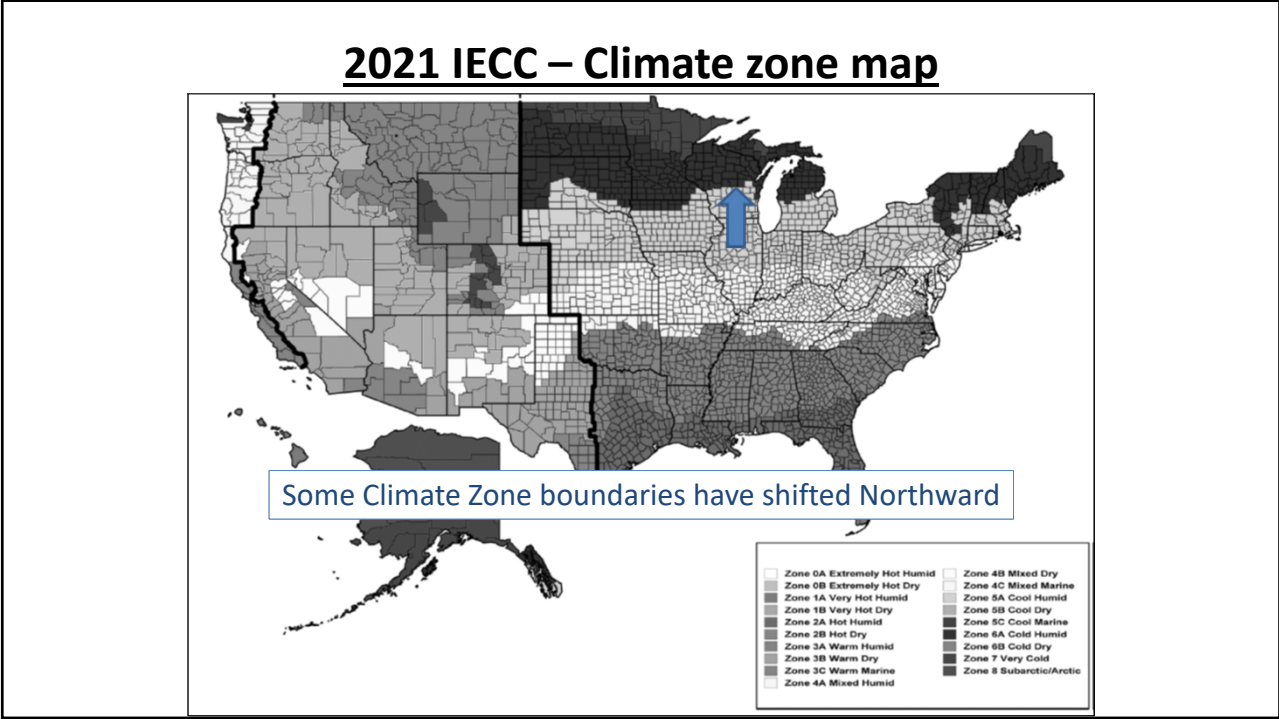 2021 IECC – Climate zone map
Some Climate Zone boundaries have shifted Northward
Zone 0A Extremely Hot Humid
Zone 0B Extremely Hot Dry
Zone 1A Very Hot Humid
Zone 1B Very Hot Dry
Zone 2A Hot Humid
Zone 2B Hot Dry
Zone 3A Warm Humid
Zone 3B Warm Dry
Zone 3C Warm Marine
Zone 4A Mixed Humid
Zone 4B Mixed Dry
Zone 4C Mixed Marine
Zone 5A Cool Humid
Zone 5B Cool Dry
Zone 5C Cool Marine
Zone 6A Cold Humid
Zone 6B Cold Dry
Zone 7 Very Cold
Zone 8 Subarctic/Arctic